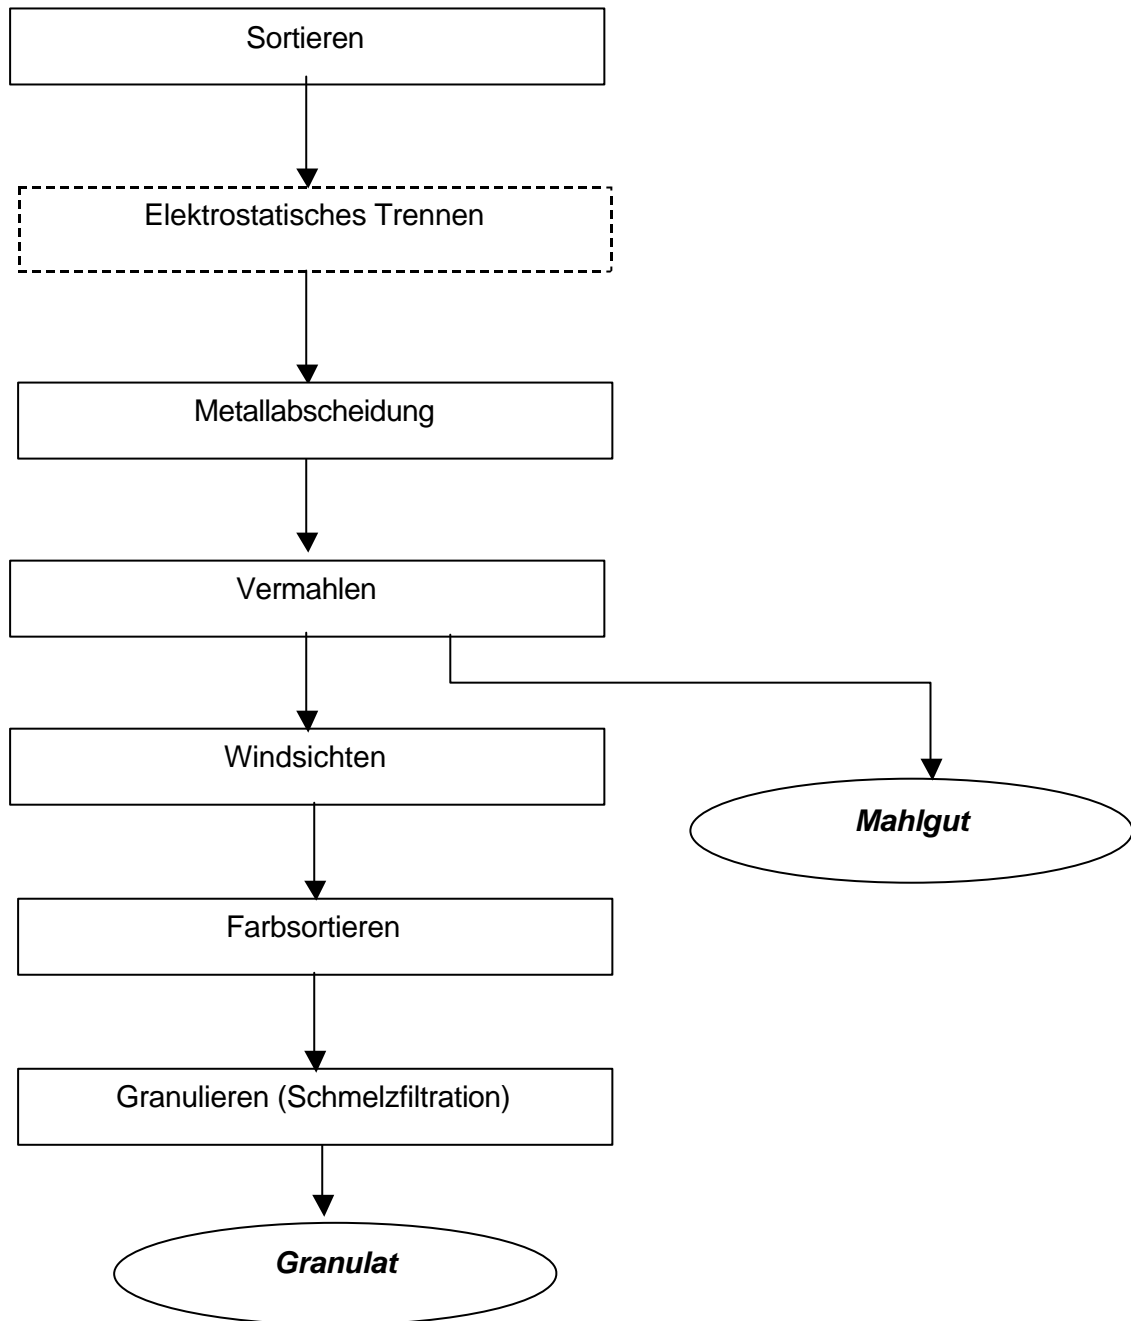 Sortieren
Elektrostatisches Trennen
Metallabscheidung
Vermahlen
Windsichten
Mahlgut
Farbsortieren
Granulieren (Schmelzfiltration)
Granulat